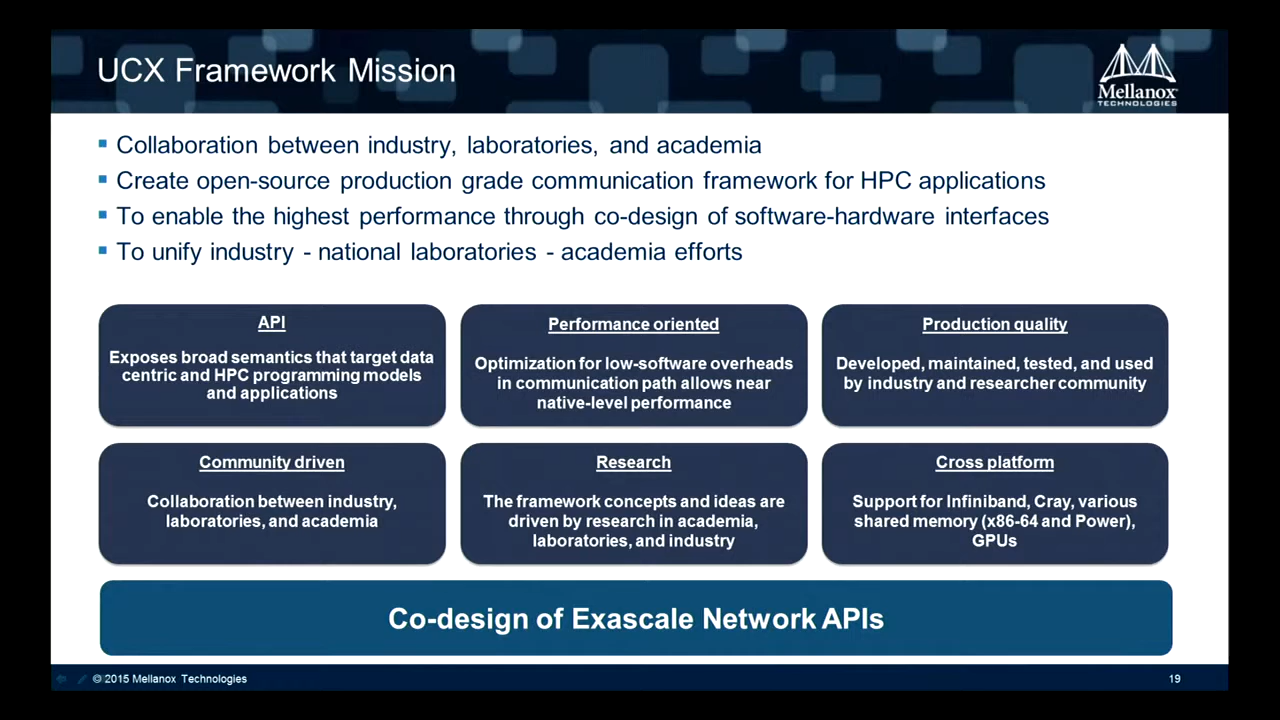 UCX Framework Mission
Mellanox
TECHNOLOGIES
Collaboration between industry, laboratories, and academia
Create open-source production grade communication framework for HPC applications
To enable the highest performance through co-design of software-hardware interfaces
To unify industry - national laboratories - academia efforts
API
Exposes broad semantics that target data
centric and HPC programming models
and applications
Performance oriented
Optimization for low-software overheads
in communication path allows near
native-level performance
Production quality
Developed, maintained, tested, and used
by industry and researcher community
Community driven
Collaboration between industry,
laboratories, and academia
Research
The framework concepts and ideas are
driven by research in academia,
laboratories, and industry
Cross platform
Support for Infiniband, Cray, various
shared memory (x86-64 and Power),
GPUs
Co-design of Exascale Network APIs
© 2015 Mellanox Technologies
19